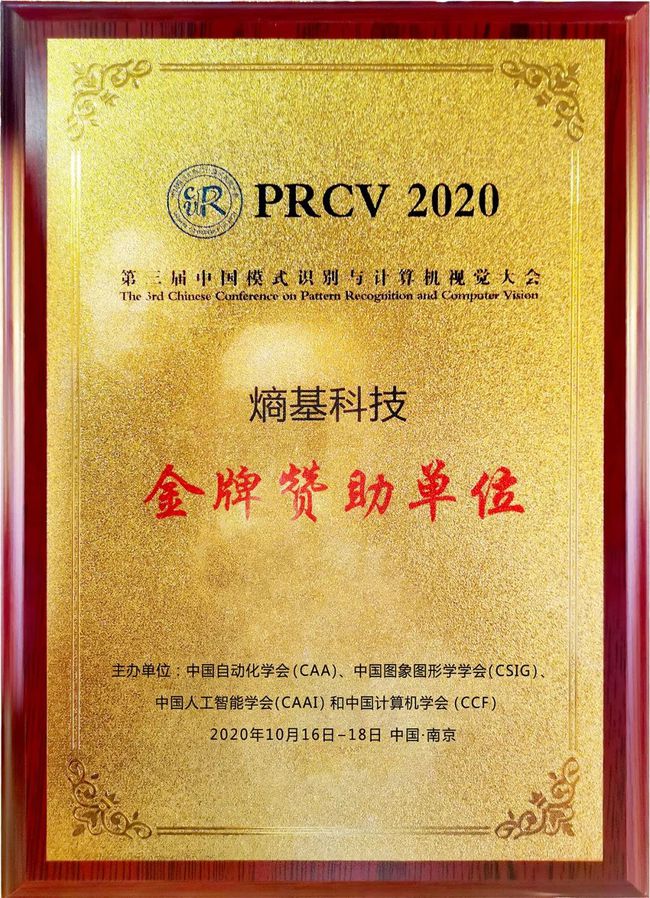 PRCV 2020
第三届中国模式识别与计算机视觉大会
The 3rd Chinese Conference on Pattern Recognition and Computer Vision
熵基科技
金牌赞助单位
主办单位：中国自动化学会(CAA)、中国图象图形学学会(CSIG)、
中国人工智能学会(CAAI) 和中国计算机学会 (CCF)
2020年10月16日-18日 中国·南京